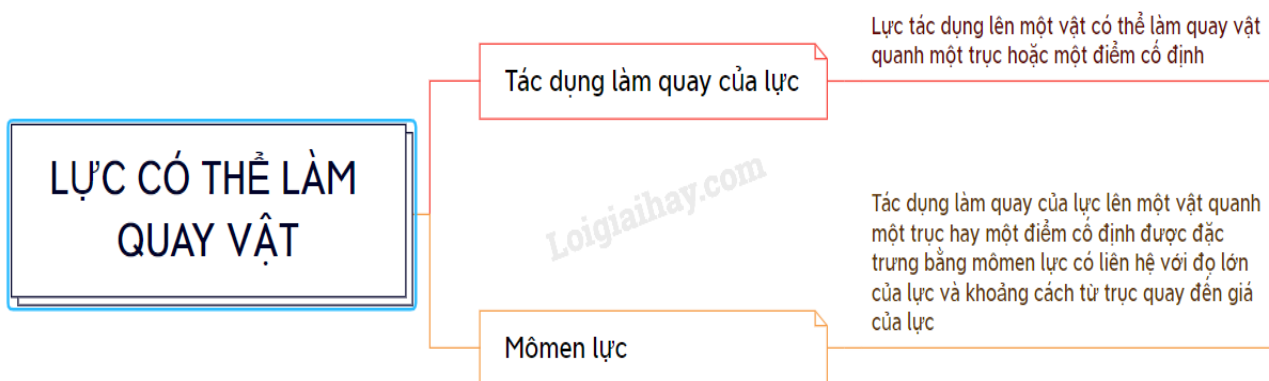 LỰC CÓ THỂ LÀM
QUAY VẬT
Tác dụng làm quay của lực
Lực tác dụng lên một vật có thể làm quay vật
quanh một trục hoặc một điểm cố định
Loigiaihay.com
Mômen lực
Tác dụng làm quay của lực lên một vật quanh
một trục hay một điểm cố định được đặc
trưng bằng mômen lực có liên hệ với đọ lớn
của lực và khoảng cách từ trục quay đến giá
của lực